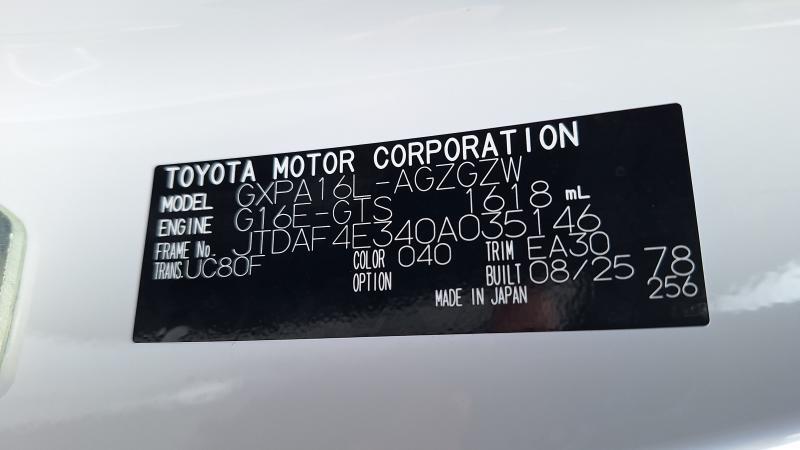 TOYOTA MOTOR CORPORATION
MODEL GXPA16L-AGZGZW
ENGINE G16E-GTS 1618 mL
FRAME No. JTDAF4E340A035146
TRANS. UC80F COLOR 040 TRIM EA30
OPTION BUILT 08/25 78
MADE IN JAPAN 256